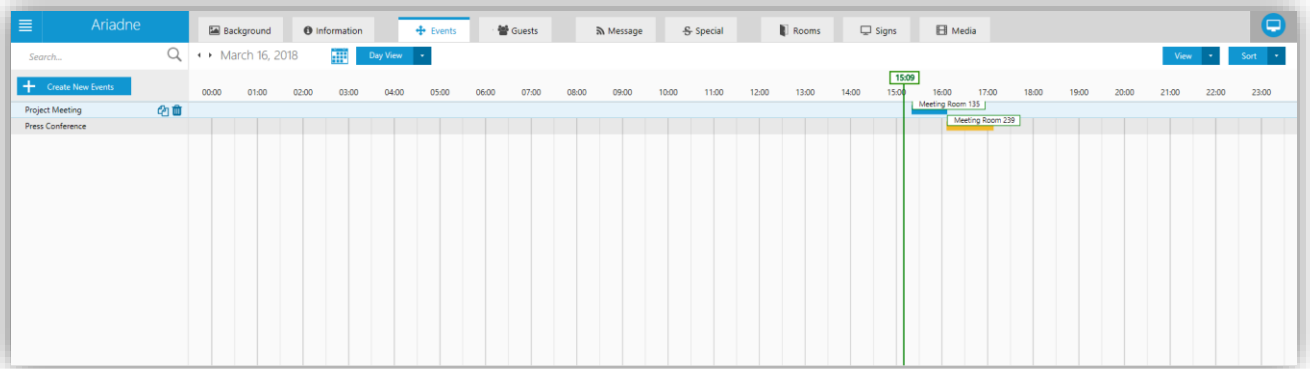 Ariadne
Background Information Events Guests Message Special Rooms Signs Media
Search... March 16, 2018 Day View View Sort
15:09
Create New Events 00:00 01:00 02:00 03:00 04:00 05:00 06:00 07:00 08:00 09:00 10:00 11:00 12:00 13:00 14:00 15:00 16:00 17:00 18:00 19:00 20:00 21:00 22:00 23:00
Project Meeting Meeting Room 135
Press Conference Meeting Room 239